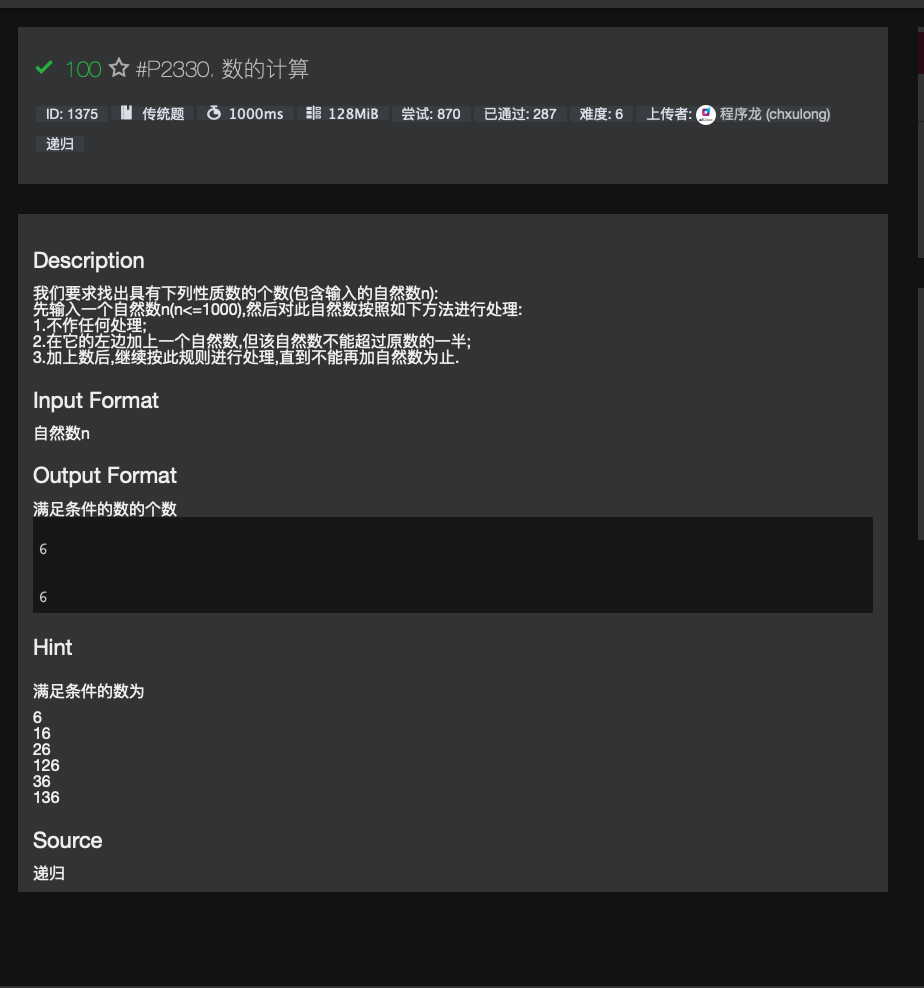 100 #P2330. 数的计算
ID: 1375 传统题 1000ms 128MiB 尝试: 870 已通过: 287 难度: 6 上传者: 程序龙 (chxulong)
递归
Description
我们要求找出具有下列性质数的个数(包含输入的自然数n):
先输入一个自然数n(n<=1000),然后对此自然数按照如下方法进行处理:
1.不作任何处理;
2.在它的左边加上一个自然数,但该自然数不能超过原数的一半;
3.加上数后,继续按此规则进行处理,直到不能再加自然数为止.
Input Format
自然数n
Output Format
满足条件的数的个数
6
6
Hint
满足条件的数为
6
16
26
126
36
136
Source
递归